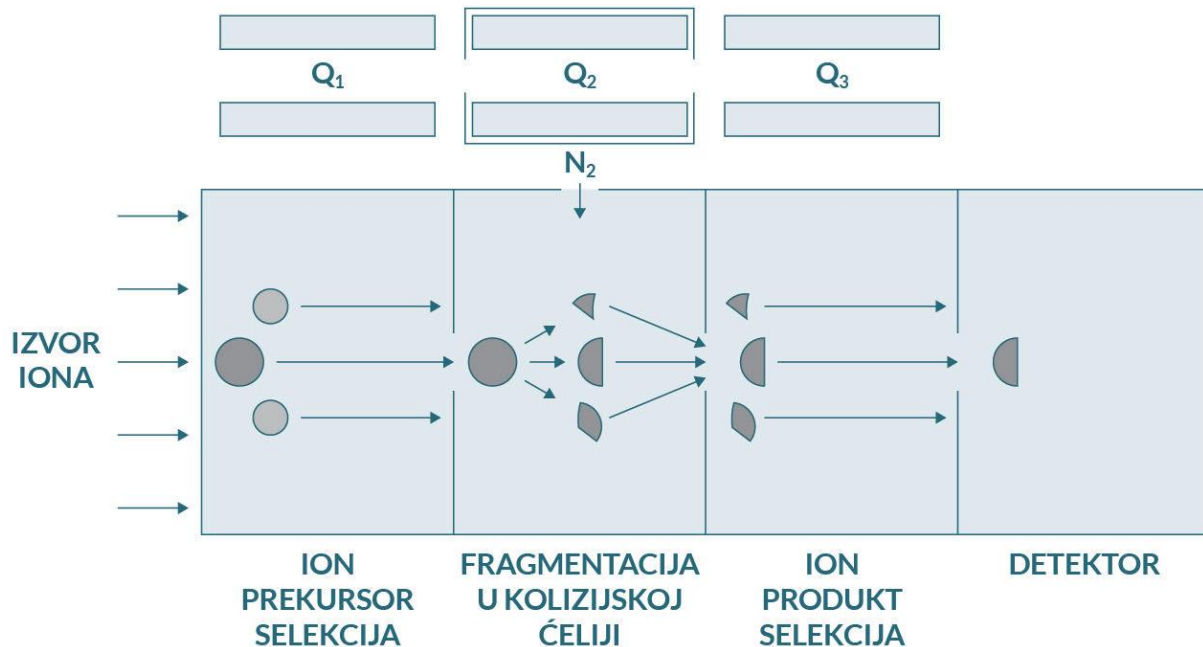 Q₁
Q₂
Q₃
N₂
IZVOR
IONA
ION
PREKURSOR
SELEKCIJA
FRAGMENTACIJA
U KOLIZIJSKOJ
ĆELIJI
ION
PRODUKT
SELEKCIJA
DETEKTOR